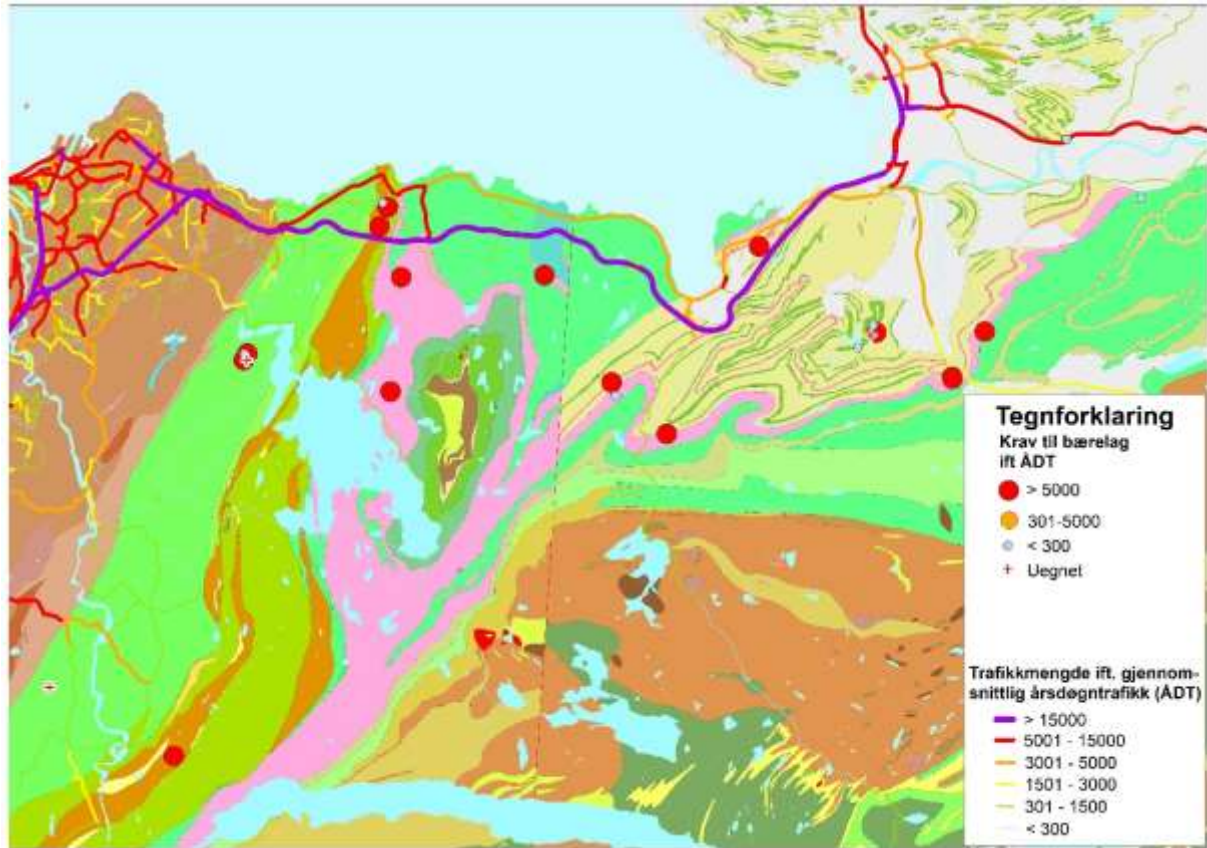 Tegnforklaring
Krav til bærelag
ift ÅDT
> 5000
301-5000
< 300
Uegnet
Trafikkmengde ift. gjennom-
snittlig årsdøgntrafikk (ÅDT)
> 15000
5001 - 15000
3001 - 5000
1501 - 3000
301 - 1500
< 300